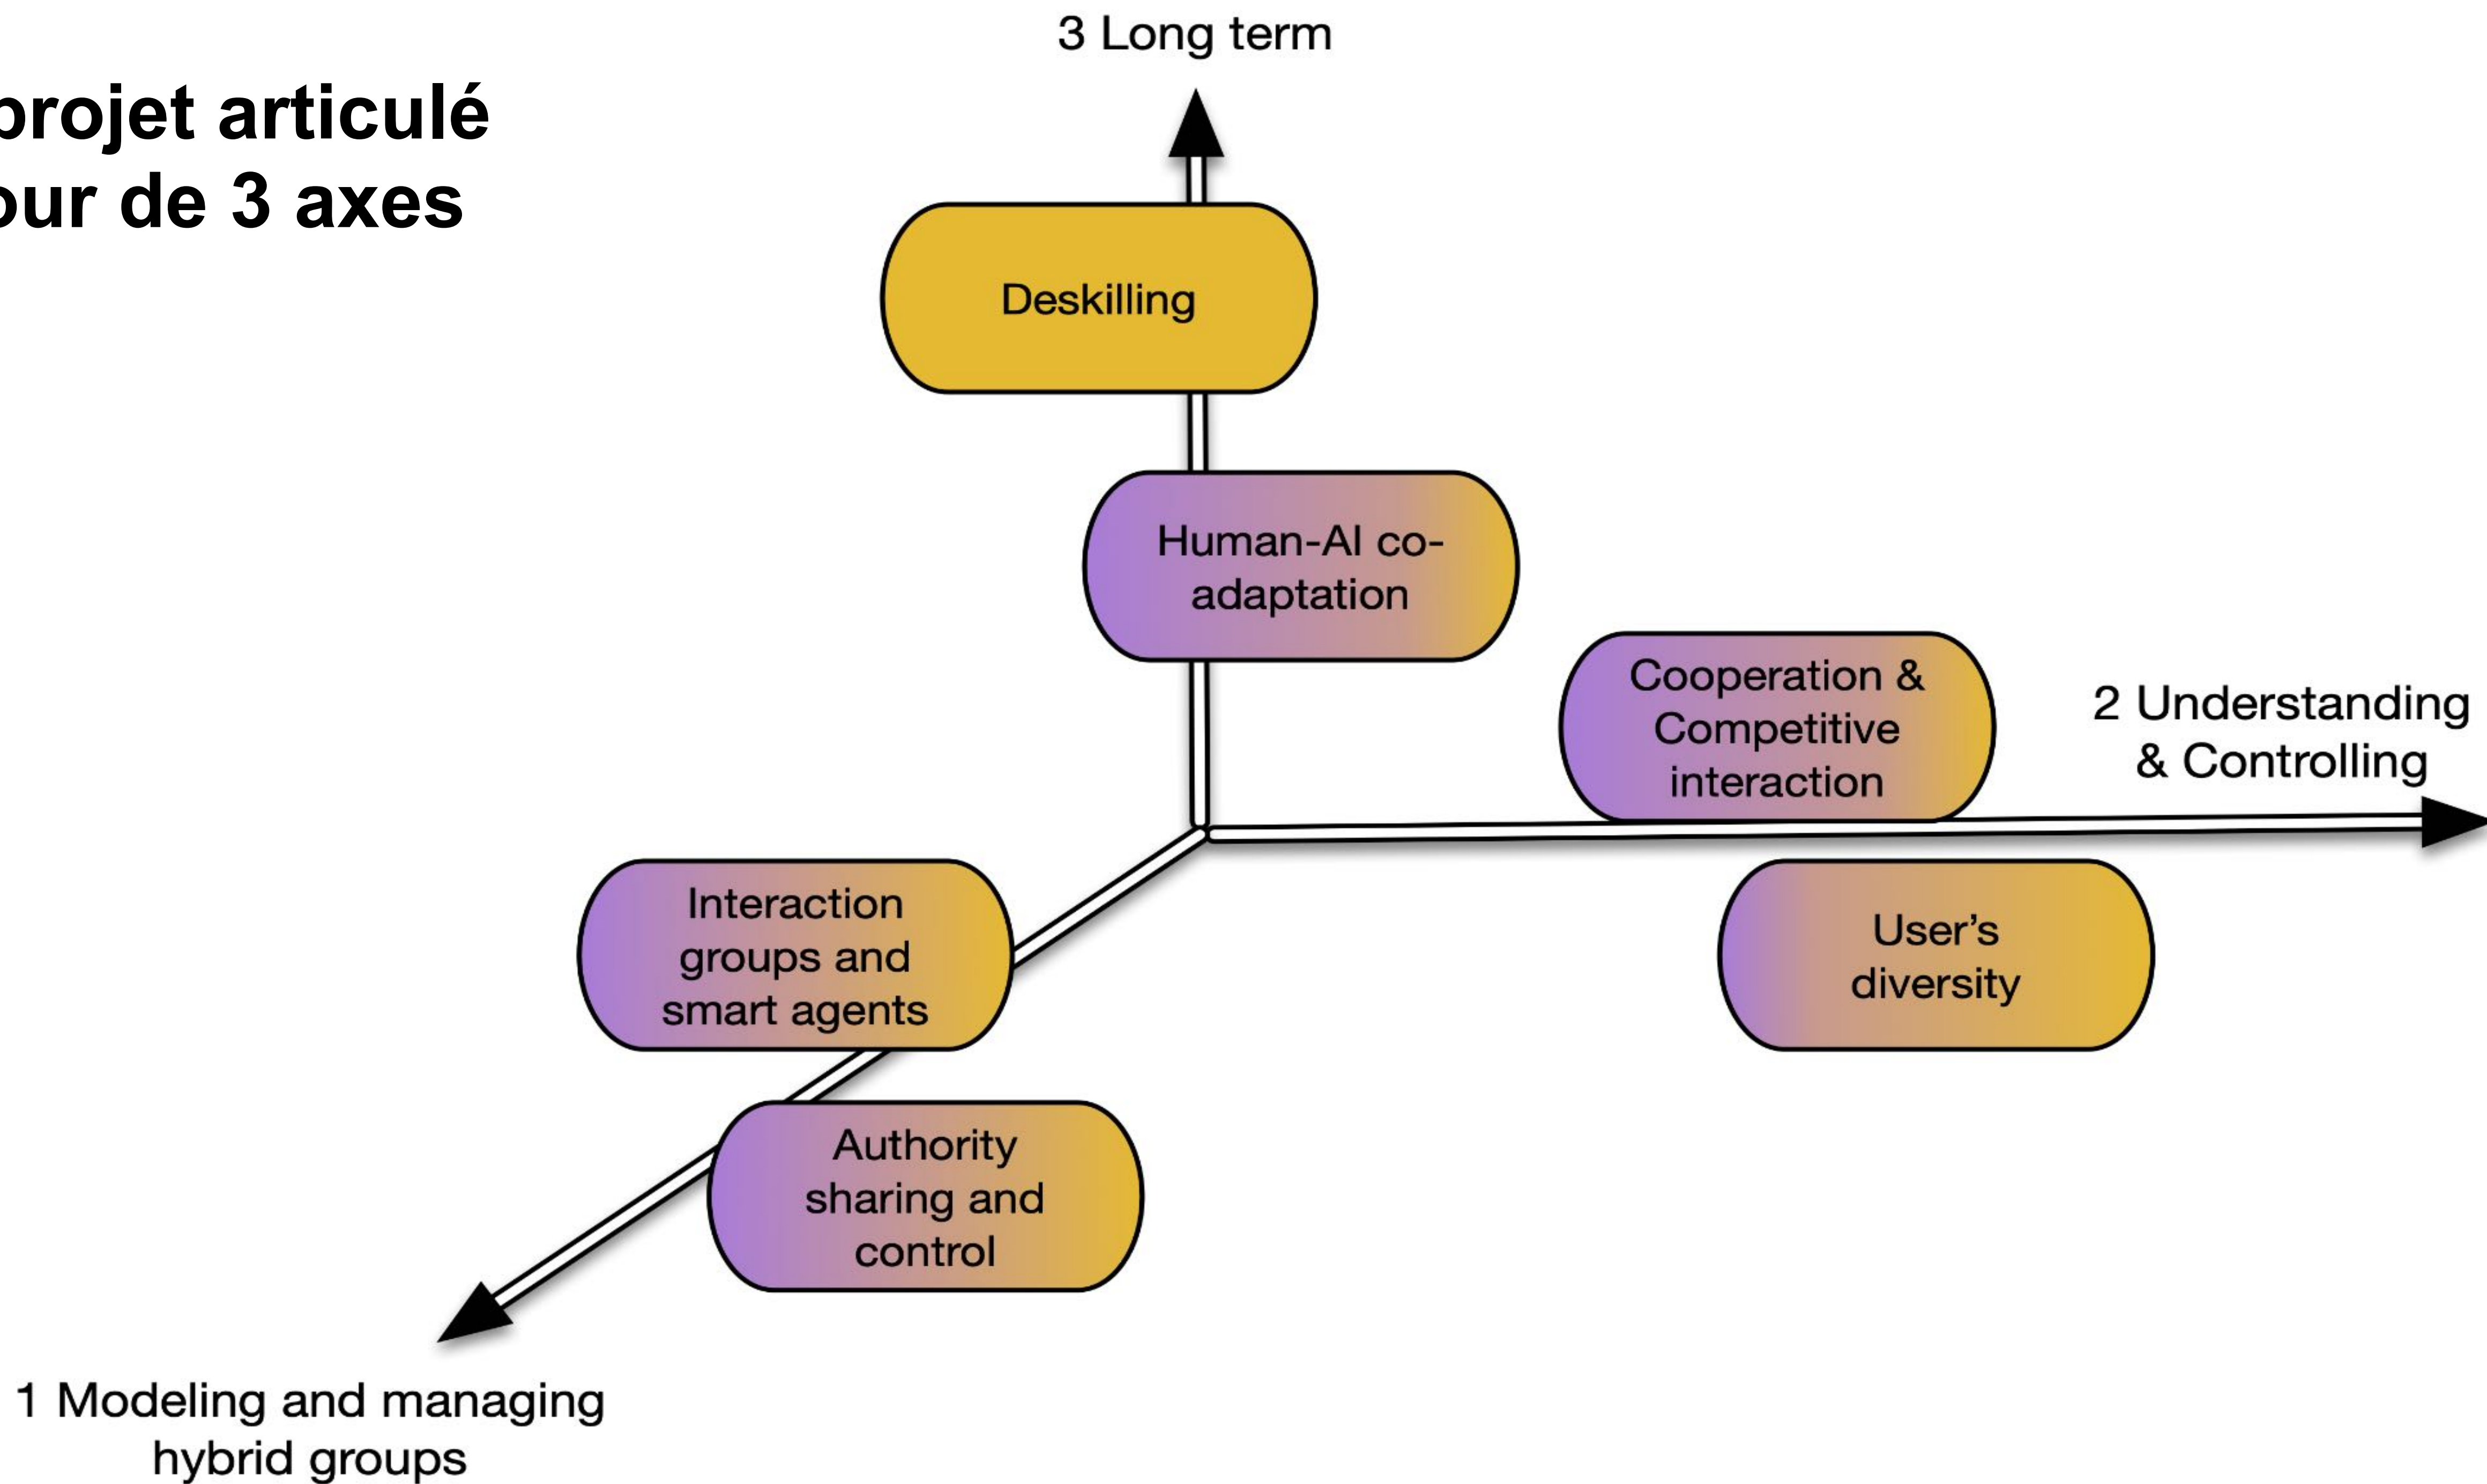 projet articulé
our de 3 axes
3 Long term
Deskilling
Human-AI co-
adaptation
Cooperation &
Competitive
interaction
2 Understanding
& Controlling
User's
diversity
Interaction
groups and
smart agents
Authority
sharing and
control
1 Modeling and managing
hybrid groups